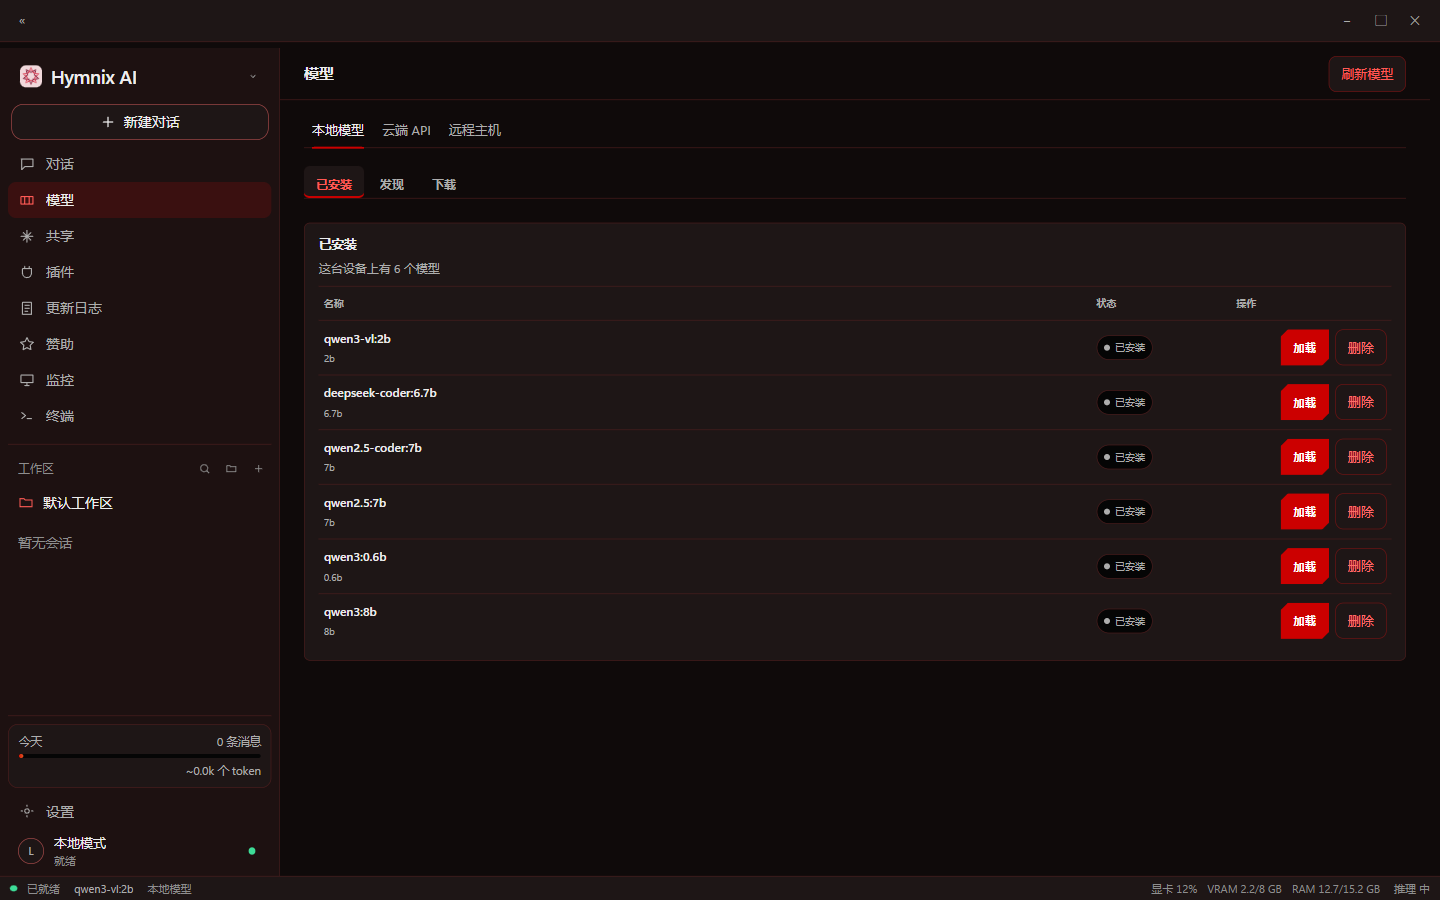 «
Hymnix AI
+ 新建对话
对话
模型
共享
插件
更新日志
赞助
监控
终端
工作区
默认工作区
暂无会话
今天 0 条消息
~0.0k 个 token
设置
L 本地模式
就绪
模型 刷新模型
本地模型 云端 API 远程主机
已安装 发现 下载
已安装
这台设备上有 6 个模型
名称 状态 操作
qwen3-vl:2b
2b
已安装 加载 删除
deepseek-coder:6.7b
6.7b
已安装 加载 删除
qwen2.5-coder:7b
7b
已安装 加载 删除
qwen2.5:7b
7b
已安装 加载 删除
qwen3:0.6b
0.6b
已安装 加载 删除
qwen3:8b
8b
已安装 加载 删除
已就绪 qwen3-vl:2b 本地模型 显卡 12% VRAM 2.2/8 GB RAM 12.7/15.2 GB 推理 中